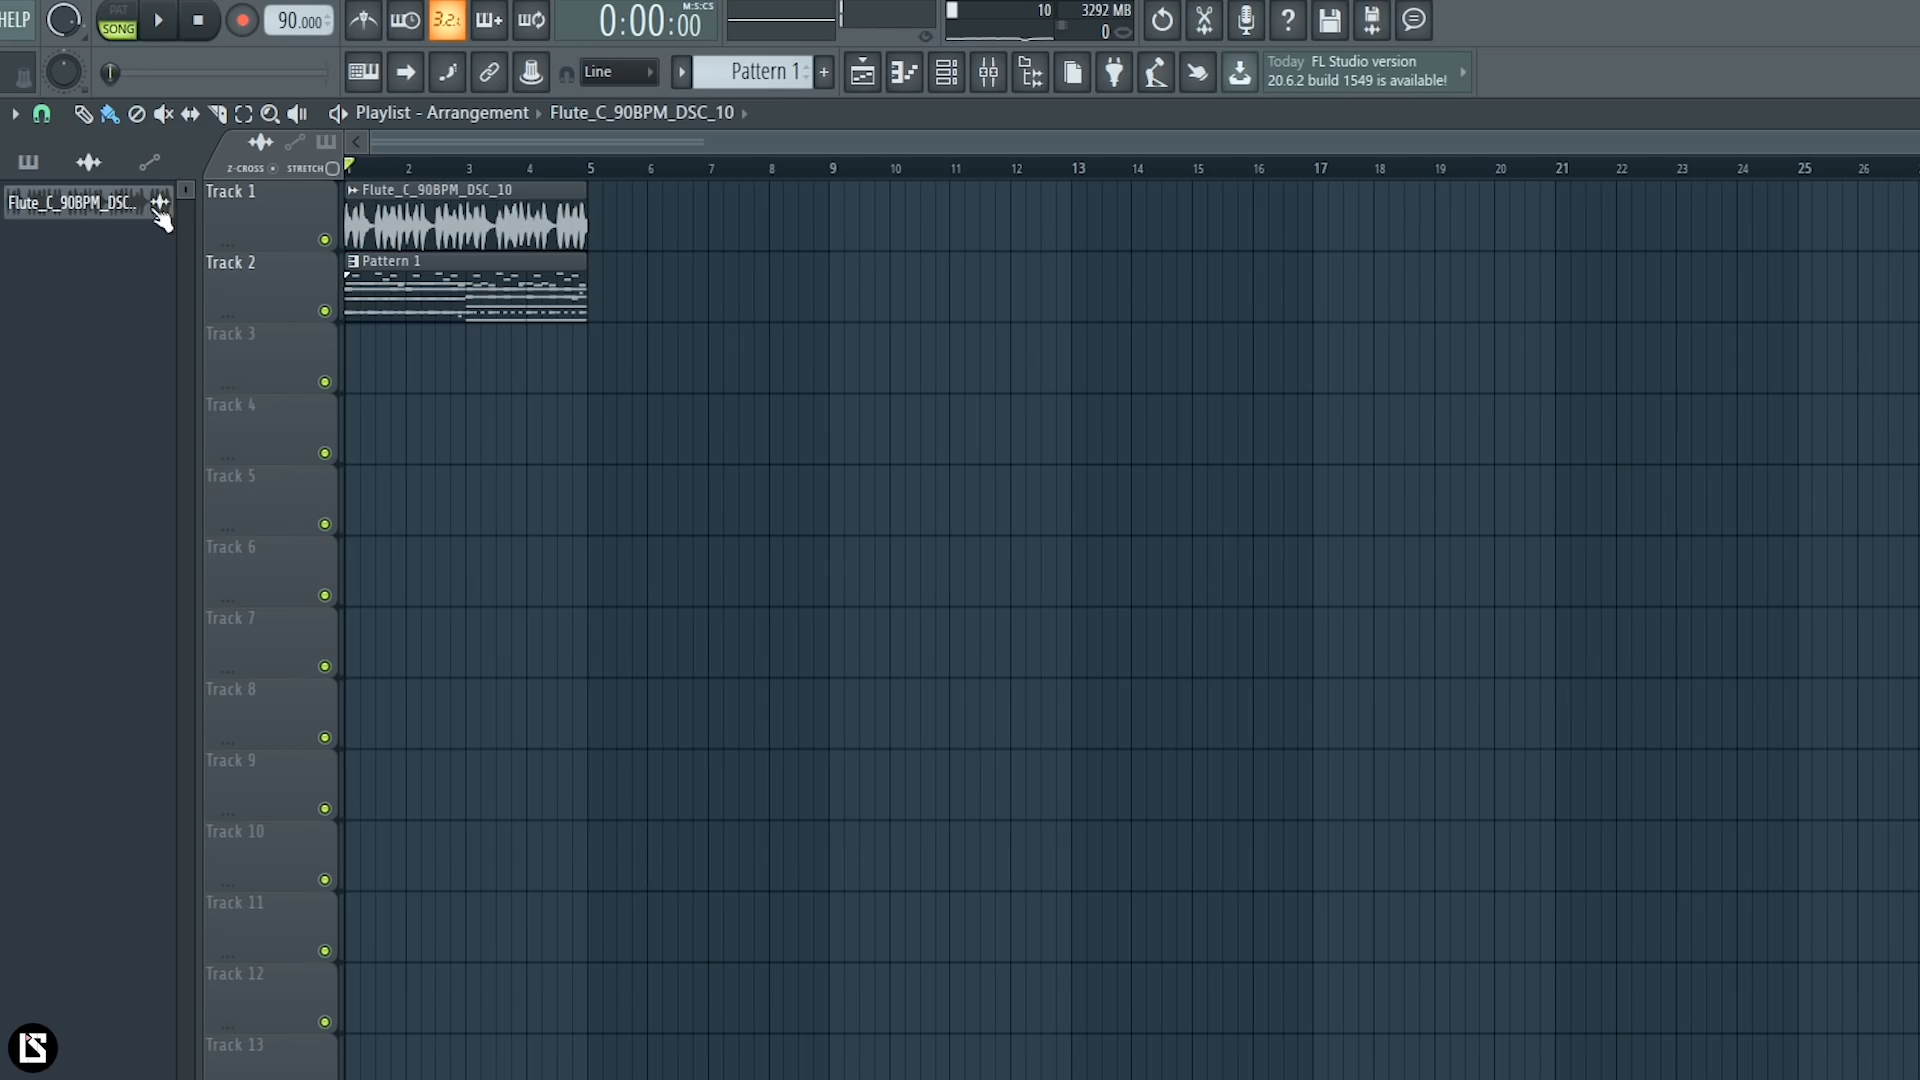 HELP
PAT
SONG
90.000
3.2.
0:00:00
M:S:CS
10
3292 MB
0
Line
Pattern 1
+
Today FL Studio version
20.6.2 build 1549 is available!
Playlist - Arrangement › Flute_C_90BPM_DSC_10 ›
Z-CROSS STRETCH
2 3 4 5 6 7 8 9 10 11 12 13 14 15 16 17 18 19 20 21 22 23 24 25 26
Flute_C_90BPM_DSC...
Track 1
Flute_C_90BPM_DSC_10
Track 2
Pattern 1
Track 3
Track 4
Track 5
Track 6
Track 7
Track 8
Track 9
Track 10
Track 11
Track 12
Track 13